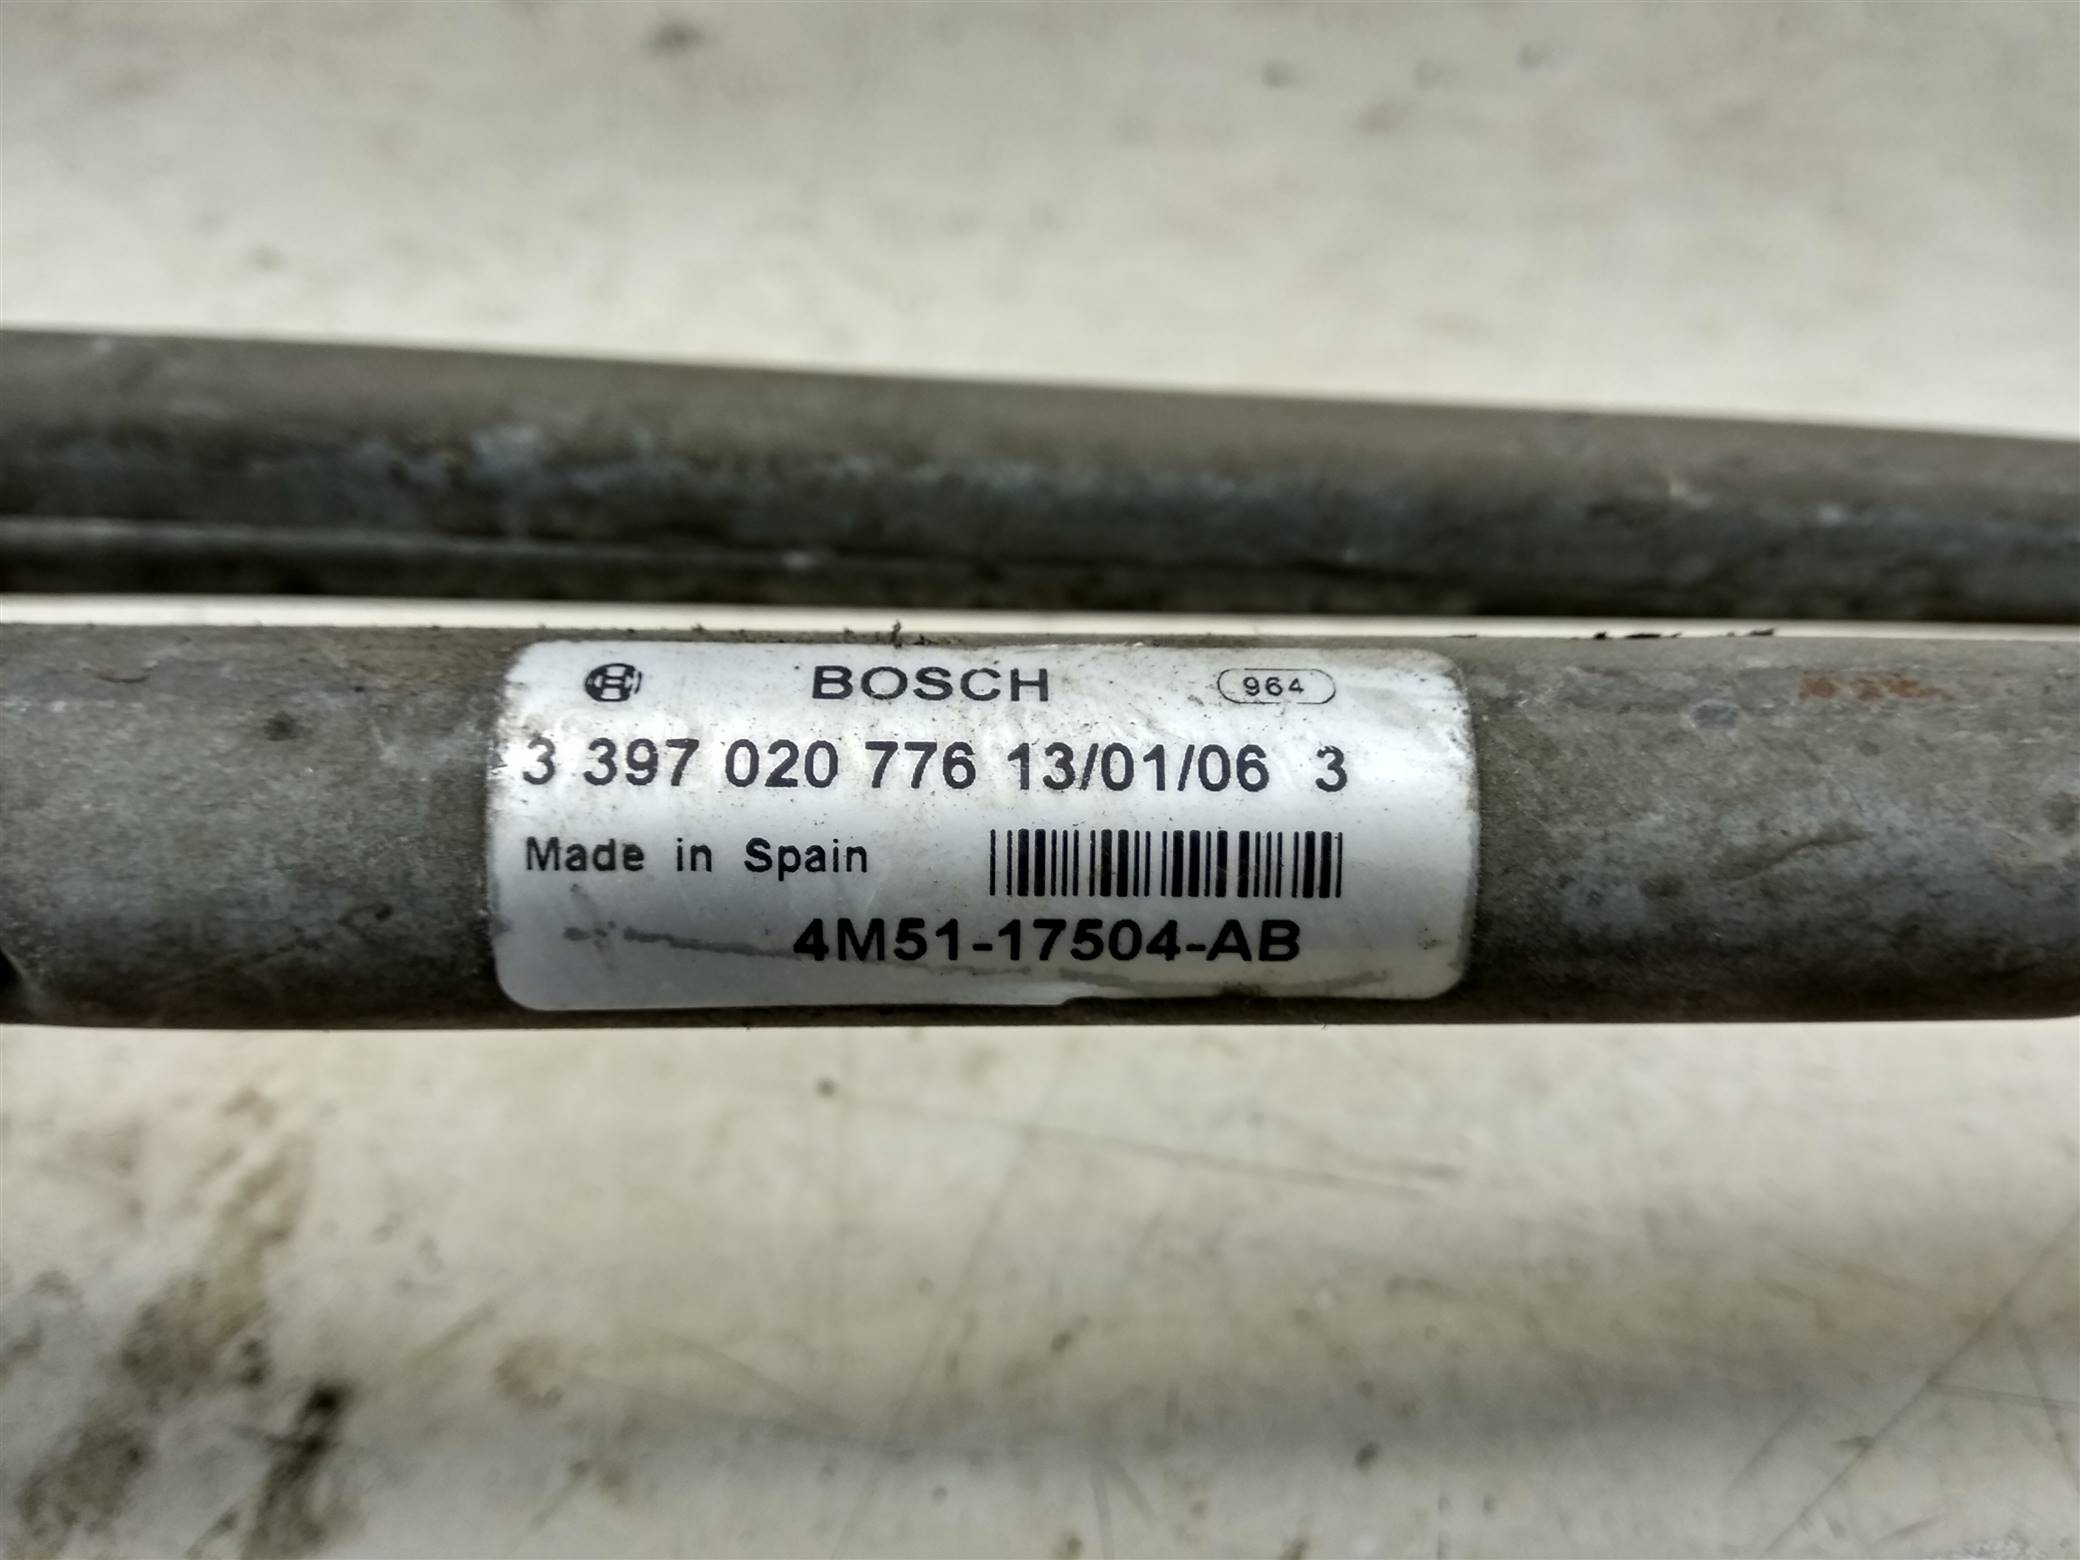 BOSCH 964
3 397 020 776 13/01/06 3
Made in Spain
4M51-17504-AB